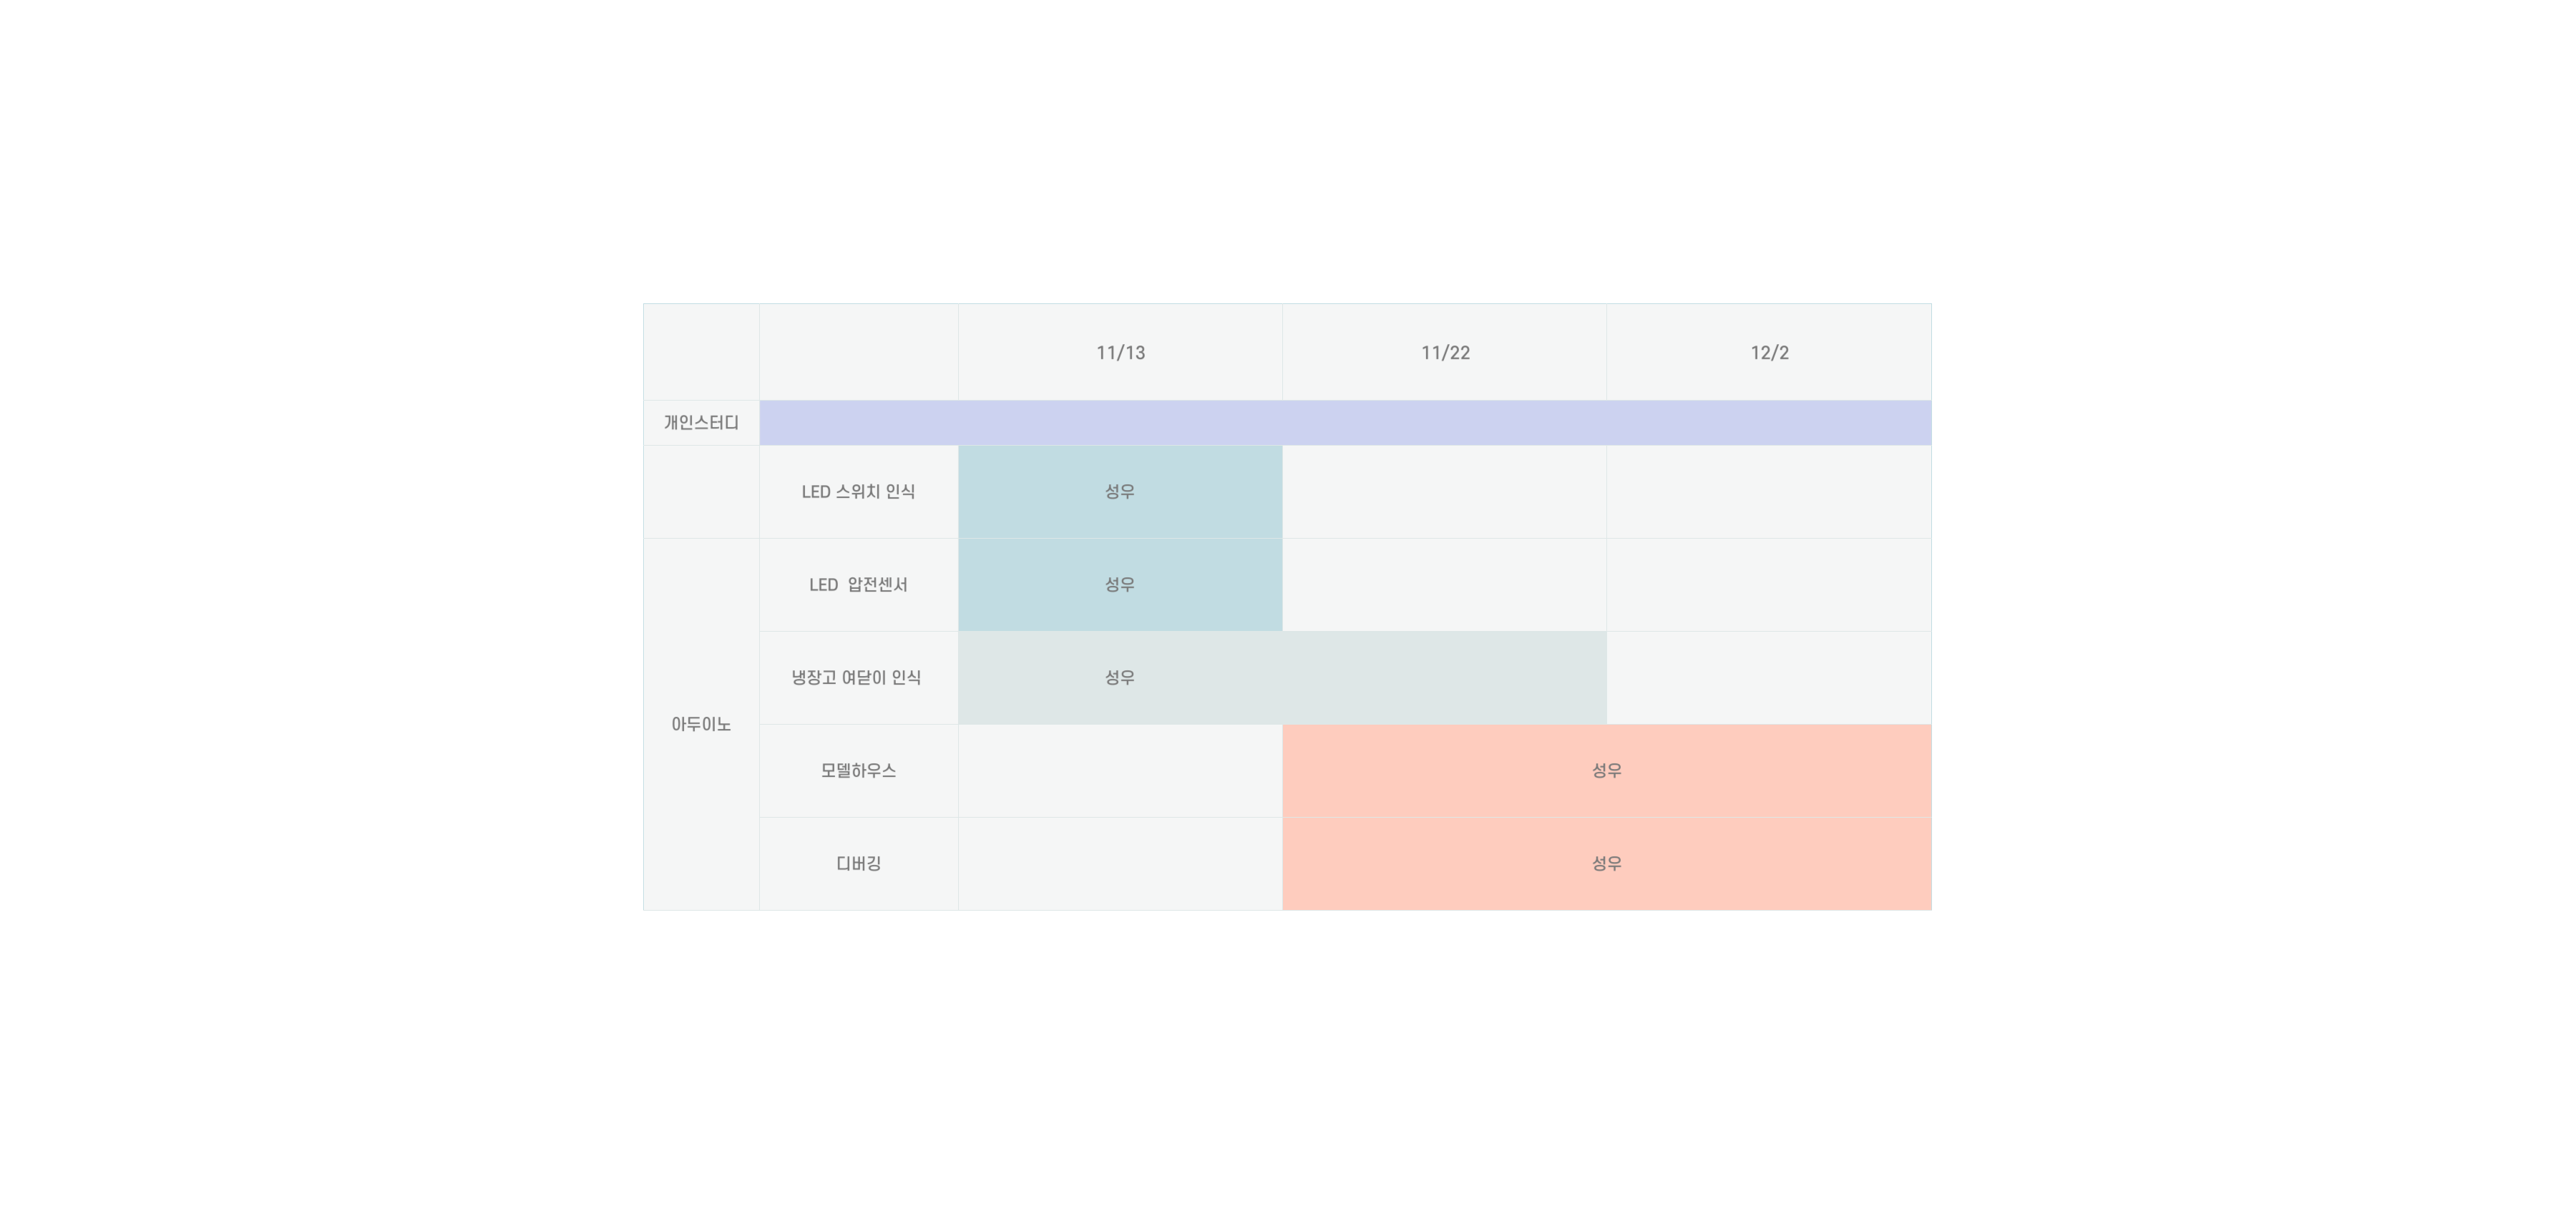 11/13 11/22 12/2
개인스터디
LED 스위치 인식 성우
LED 압전센서 성우
냉장고 여닫이 인식 성우
아두이노
모델하우스 성우
디버깅 성우